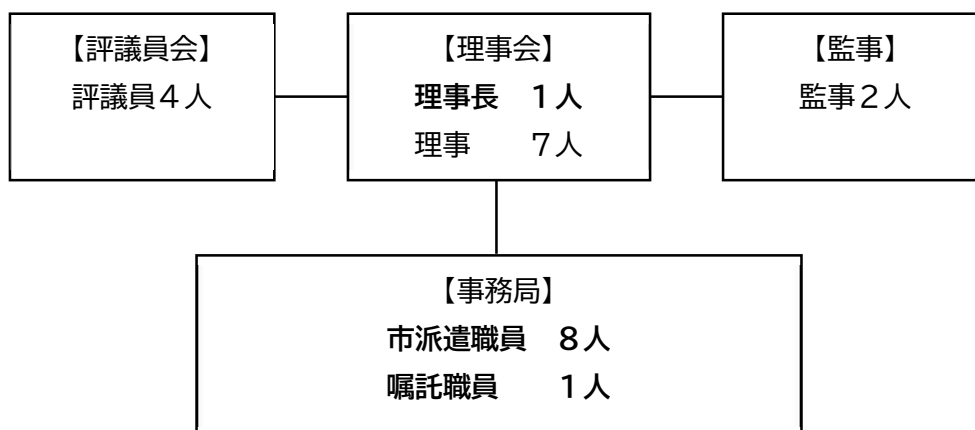 【評議員会】
評議員４人
【理事会】
理事長　１人
理事　　７人
【監事】
監事２人
【事務局】
市派遣職員　８人
嘱託職員　　１人